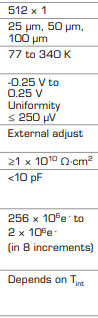 512 × 1
25 µm, 50 µm,
100 µm
77 to 340 K
-0.25 V to
0.25 V
Uniformity
≤ 250 µV
External adjust
≥1 × 10¹⁰ Ω·cm²
<10 pF
256 × 10⁶e⁻ to
2 × 10⁶e⁻
(in 8 increments)
Depends on Tint